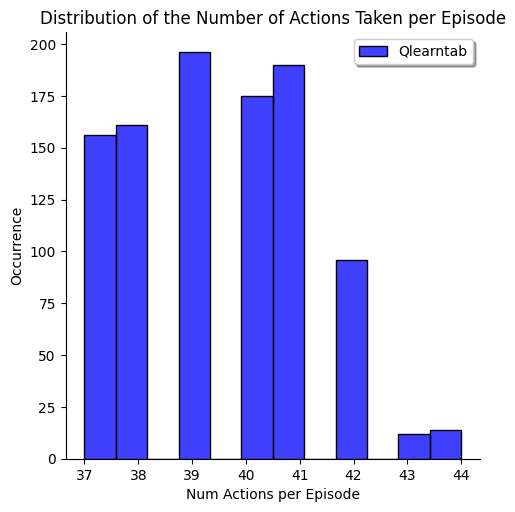 Distribution of the Number of Actions Taken per Episode
Qlearntab
Occurrence
200
175
150
125
100
75
50
25
0
37 38 39 40 41 42 43 44
Num Actions per Episode